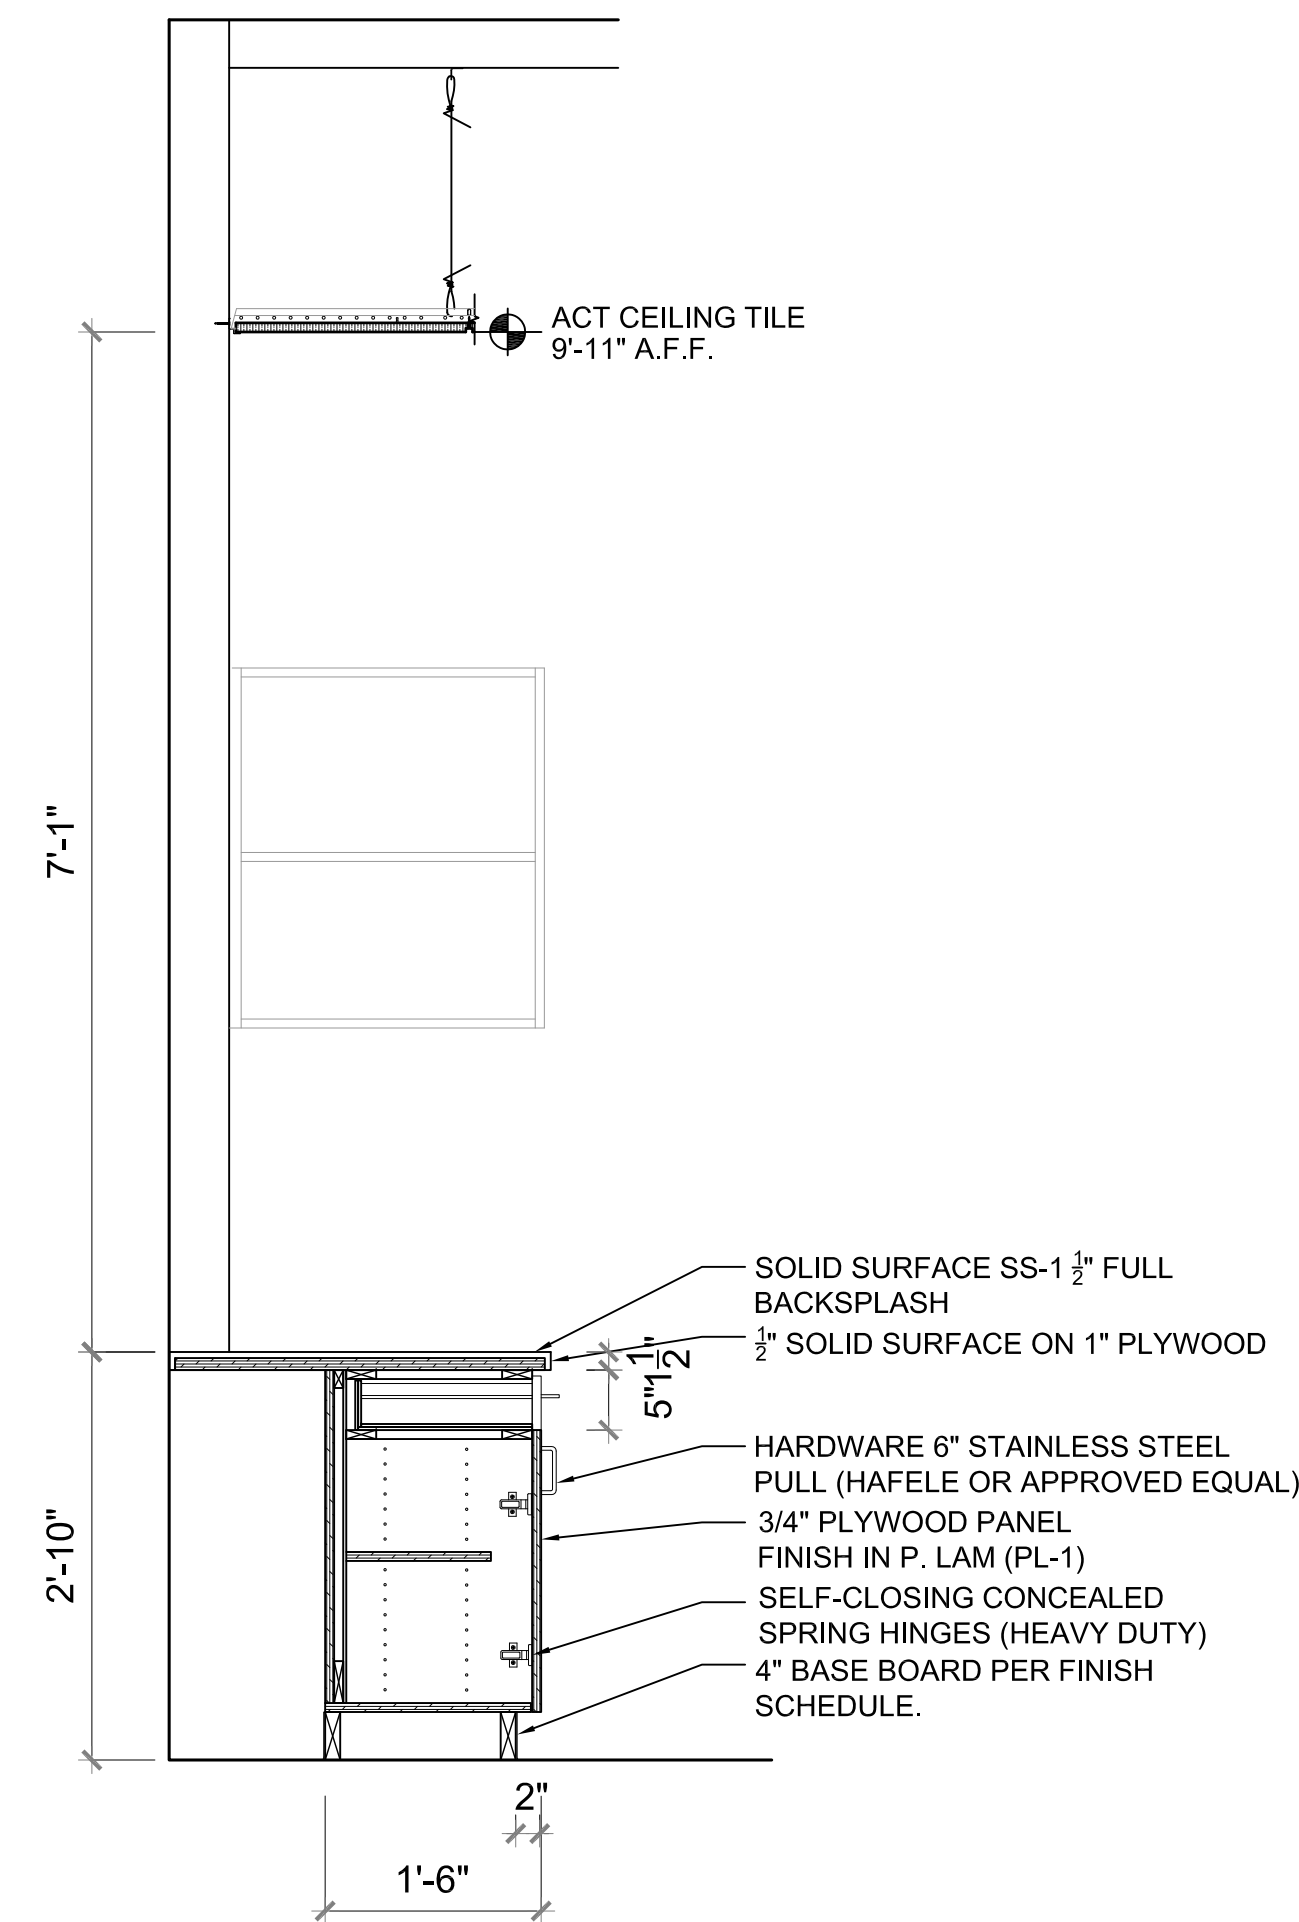 ACT CEILING TILE
9'-11" A.F.F.
7'-1"
SOLID SURFACE SS-1 ½" FULL
BACKSPLASH
½" SOLID SURFACE ON 1" PLYWOOD
1½"
5"
HARDWARE 6" STAINLESS STEEL
PULL (HAFELE OR APPROVED EQUAL)
3/4" PLYWOOD PANEL
FINISH IN P. LAM (PL-1)
SELF-CLOSING CONCEALED
SPRING HINGES (HEAVY DUTY)
4" BASE BOARD PER FINISH
SCHEDULE.
2'-10"
2"
1'-6"